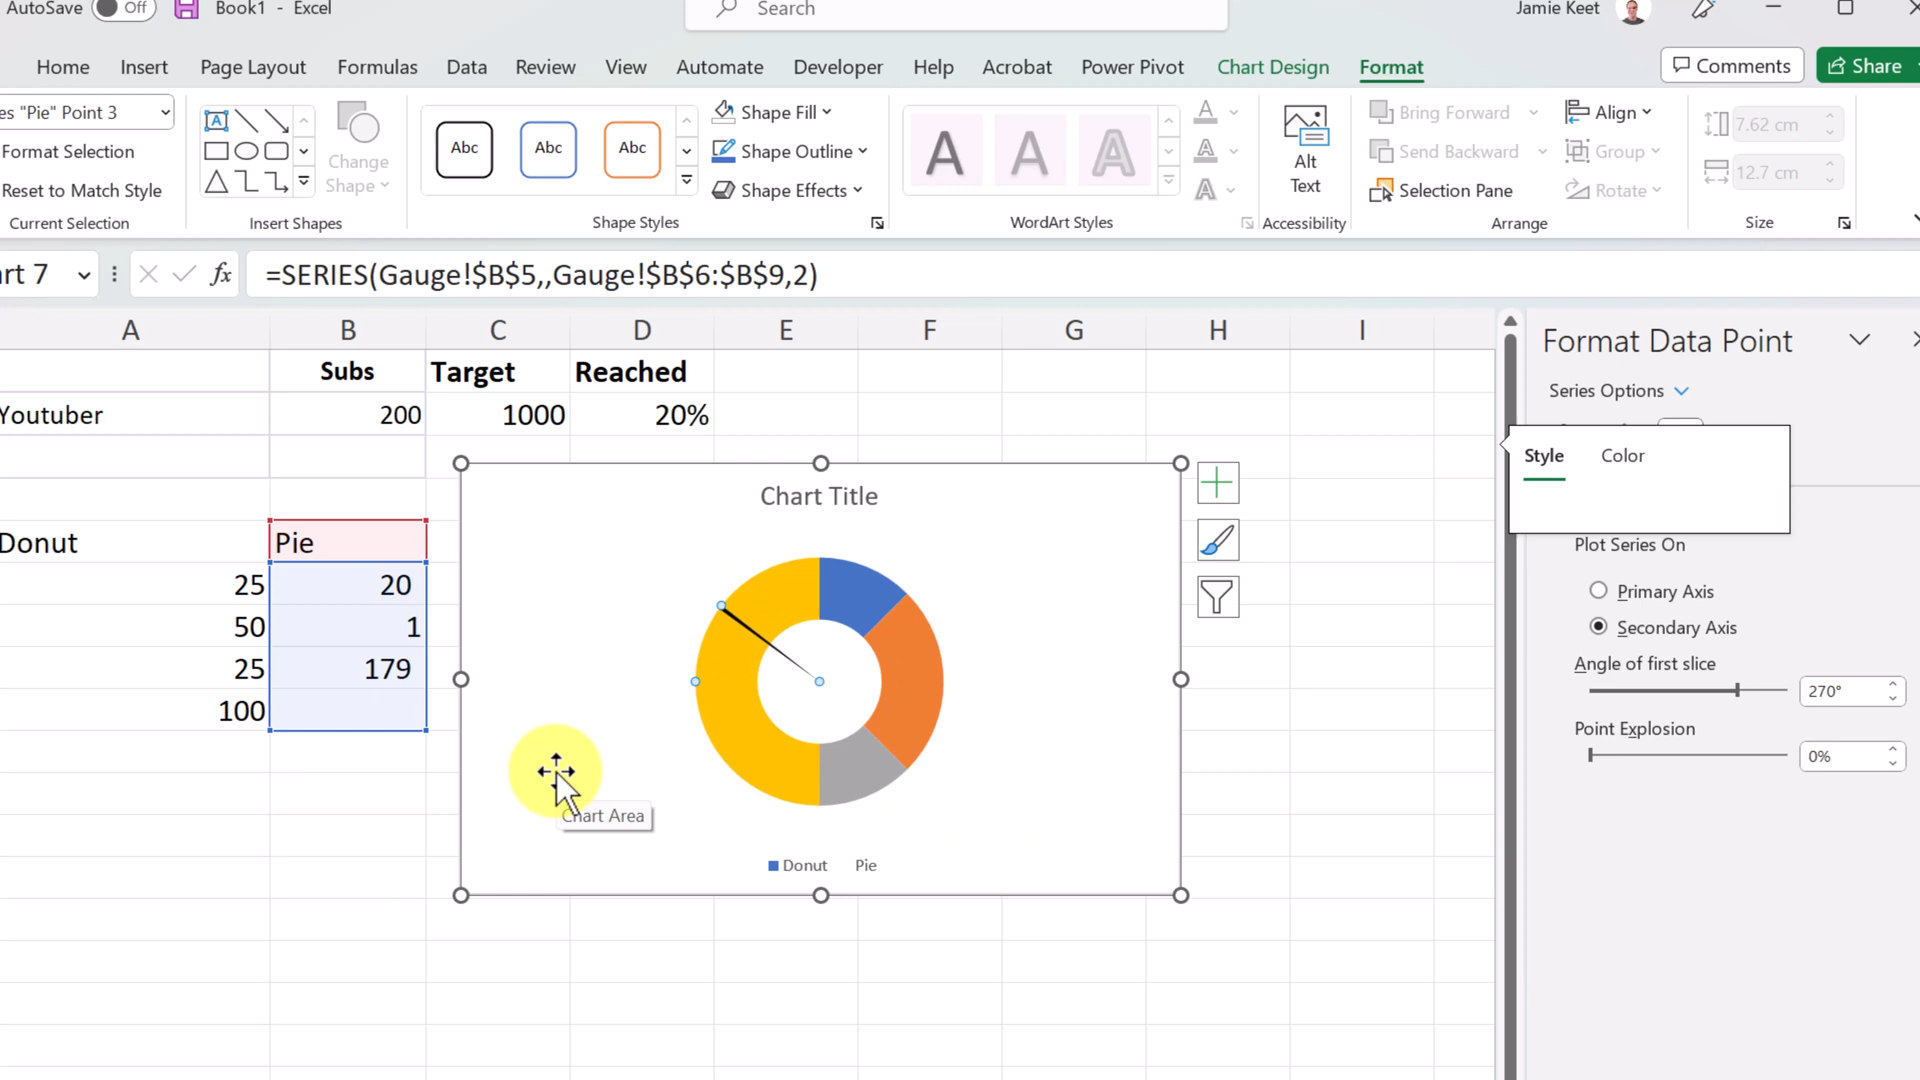 AutoSave Off Book1 - Excel Search Jamie Keet
Home Insert Page Layout Formulas Data Review View Automate Developer Help Acrobat Power Pivot Chart Design Format Comments Share
es "Pie" Point 3
Format Selection
Reset to Match Style
Current Selection
Change
Shape
Insert Shapes
Abc Abc Abc
Shape Fill
Shape Outline
Shape Effects
Shape Styles
A A A
WordArt Styles
Alt
Text
Accessibility
Bring Forward
Send Backward
Selection Pane
Align
Group
Rotate
Arrange
7.62 cm
12.7 cm
Size
art 7 fx =SERIES(Gauge!$B$5,,Gauge!$B$6:$B$9,2)
A B C D E F G H I
Subs Target Reached
Youtuber 200 1000 20%
Donut Pie
25 20
50 1
25 179
100
Chart Title
Chart Area
Donut Pie
Format Data Point
Series Options
Style Color
Plot Series On
Primary Axis
Secondary Axis
Angle of first slice
270°
Point Explosion
0%